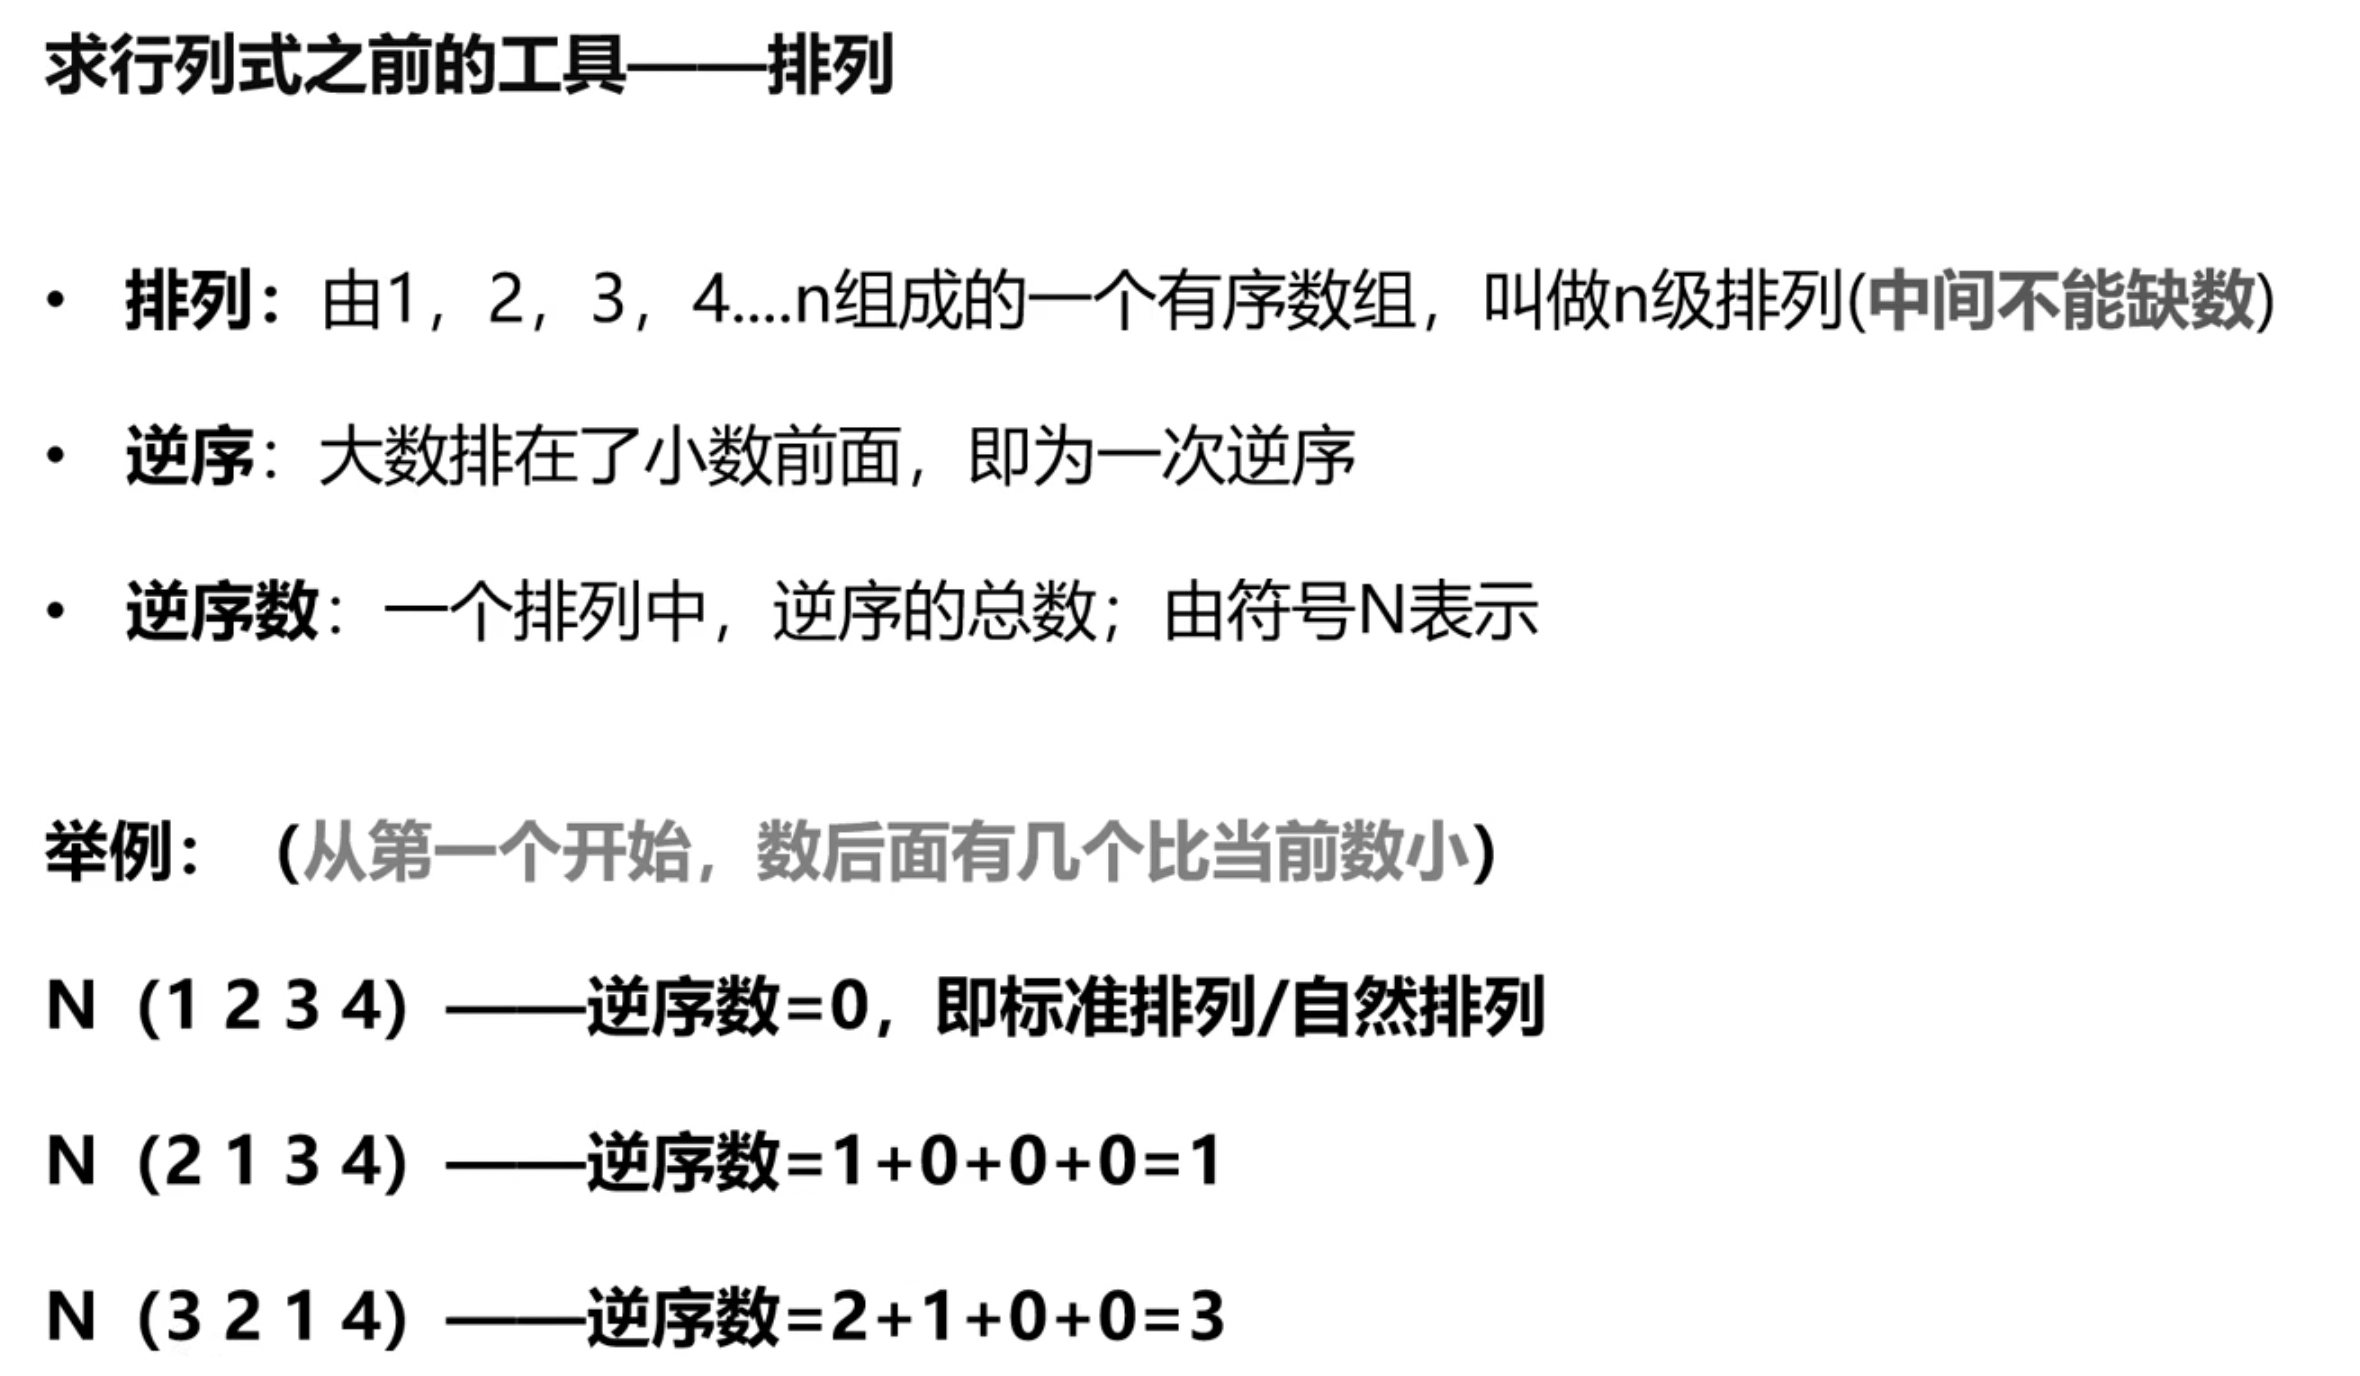 求行列式之前的工具——排列
• 排列：由1，2，3，4....n组成的一个有序数组，叫做n级排列(中间不能缺数)
• 逆序：大数排在了小数前面，即为一次逆序
• 逆序数：一个排列中，逆序的总数；由符号N表示
举例：（从第一个开始，数后面有几个比当前数小）
N（1 2 3 4）——逆序数=0，即标准排列/自然排列
N（2 1 3 4）——逆序数=1+0+0+0=1
N（3 2 1 4）——逆序数=2+1+0+0=3